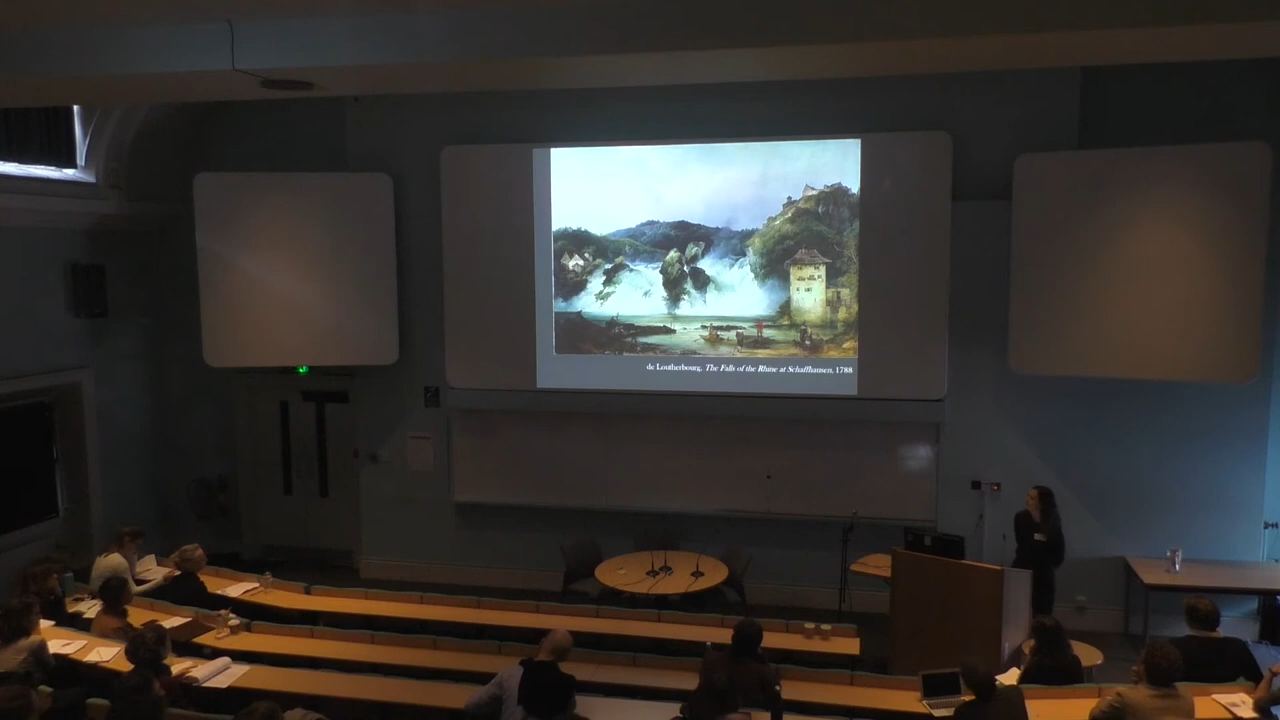 de Loutherbourg, The Falls of the Rhine at Schaffhausen, 1788